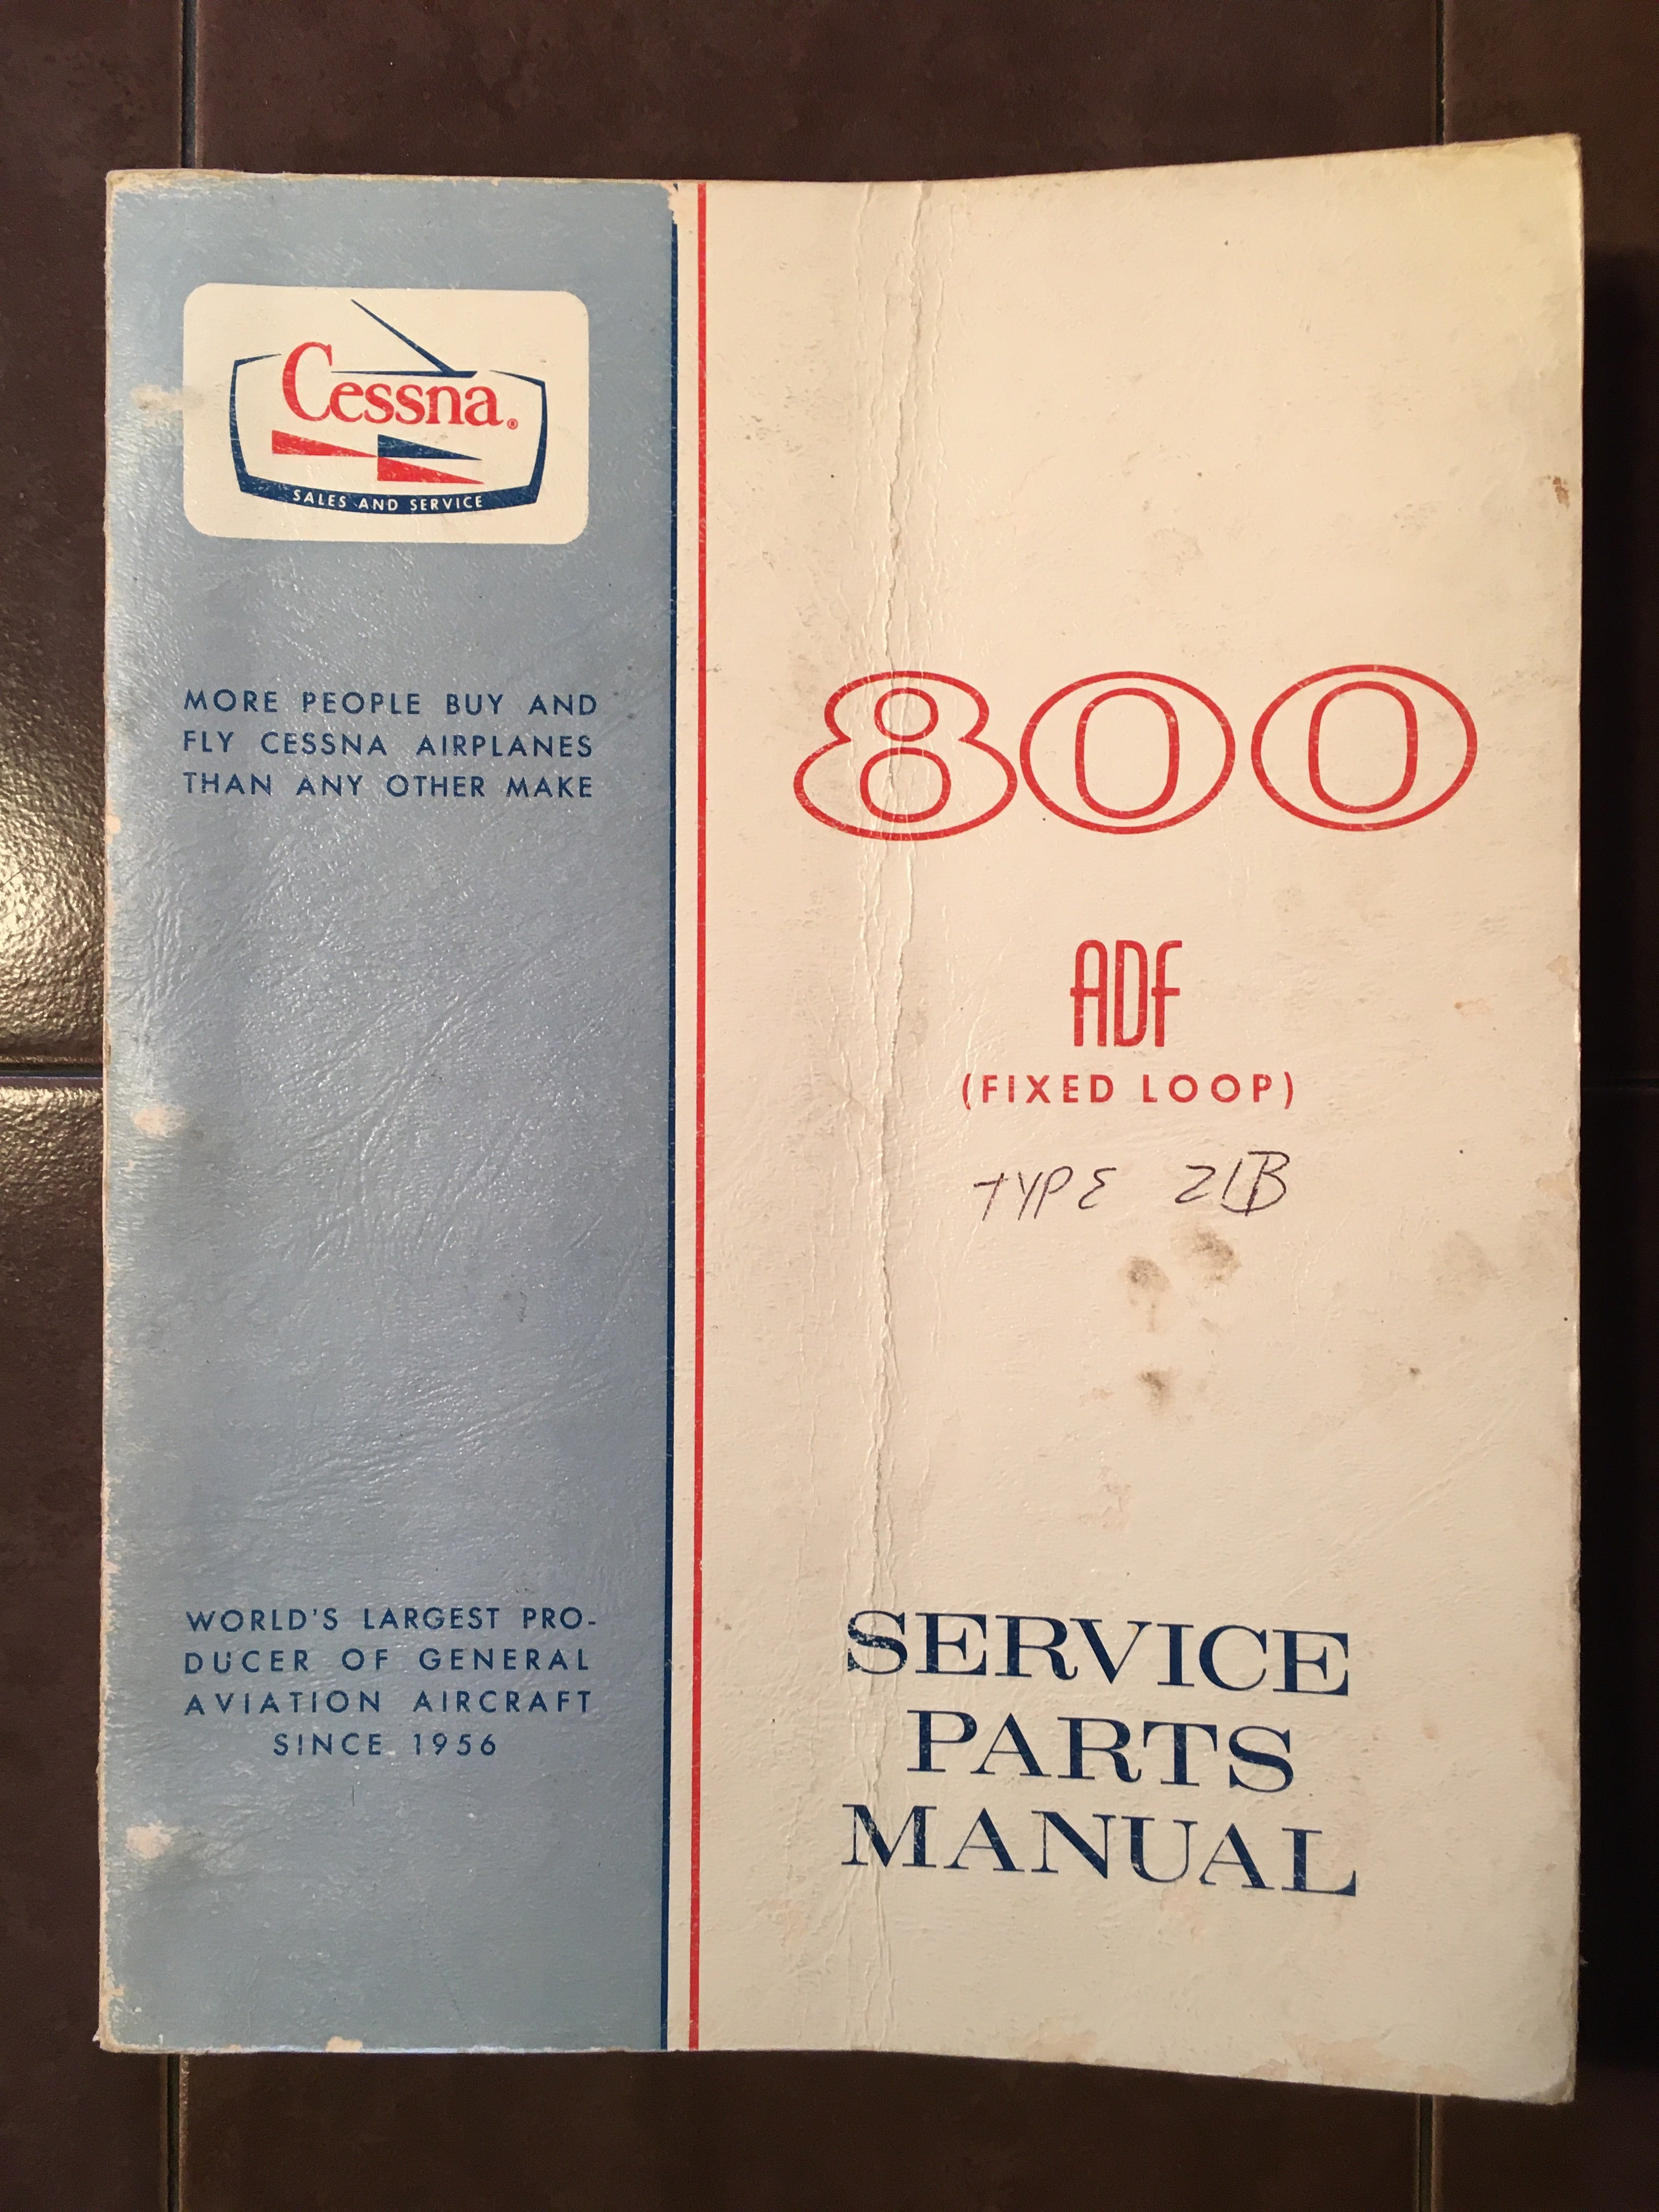 Cessna®
SALES AND SERVICE
MORE PEOPLE BUY AND
FLY CESSNA AIRPLANES
THAN ANY OTHER MAKE
WORLD'S LARGEST PRO-
DUCER OF GENERAL
AVIATION AIRCRAFT
SINCE 1956
800
ADF
(FIXED LOOP)
TYPE 21B
SERVICE
PARTS
MANUAL